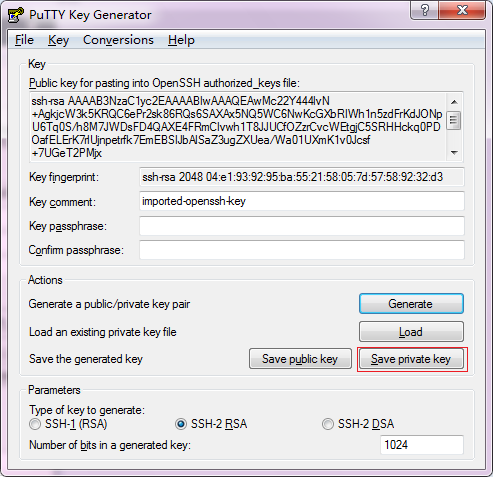 PuTTY Key Generator
File Key Conversions Help
Key
Public key for pasting into OpenSSH authorized_keys file:
ssh-rsa AAAAB3NzaC1yc2EAAAABIwAAAQEAwMc22Y444IvN
+AgkjcW3k5KRQC6ePr2sk86RQs6SAXAx5NQ5WC6NwKcGXbRIWh1n5zdFrKdJONp
U6Tq0S/h8M7JWDsFD4QAXE4FRmClvwh1T8JJUCfOZzrCvcWEtgjC5SRHHckq0PD
OafELErK7rlUjnpetrfk7EmEBSIJbAlSaZ3ugZXUea/Wa01UXmK1v0Jcsf
+7UGeT2PMjx
Key fingerprint: ssh-rsa 2048 04:e1:93:92:95:ba:55:21:58:05:7d:57:58:92:32:d3
Key comment: imported-openssh-key
Key passphrase:
Confirm passphrase:
Actions
Generate a public/private key pair Generate
Load an existing private key file Load
Save the generated key Save public key Save private key
Parameters
Type of key to generate:
SSH-1 (RSA) SSH-2 RSA SSH-2 DSA
Number of bits in a generated key: 1024